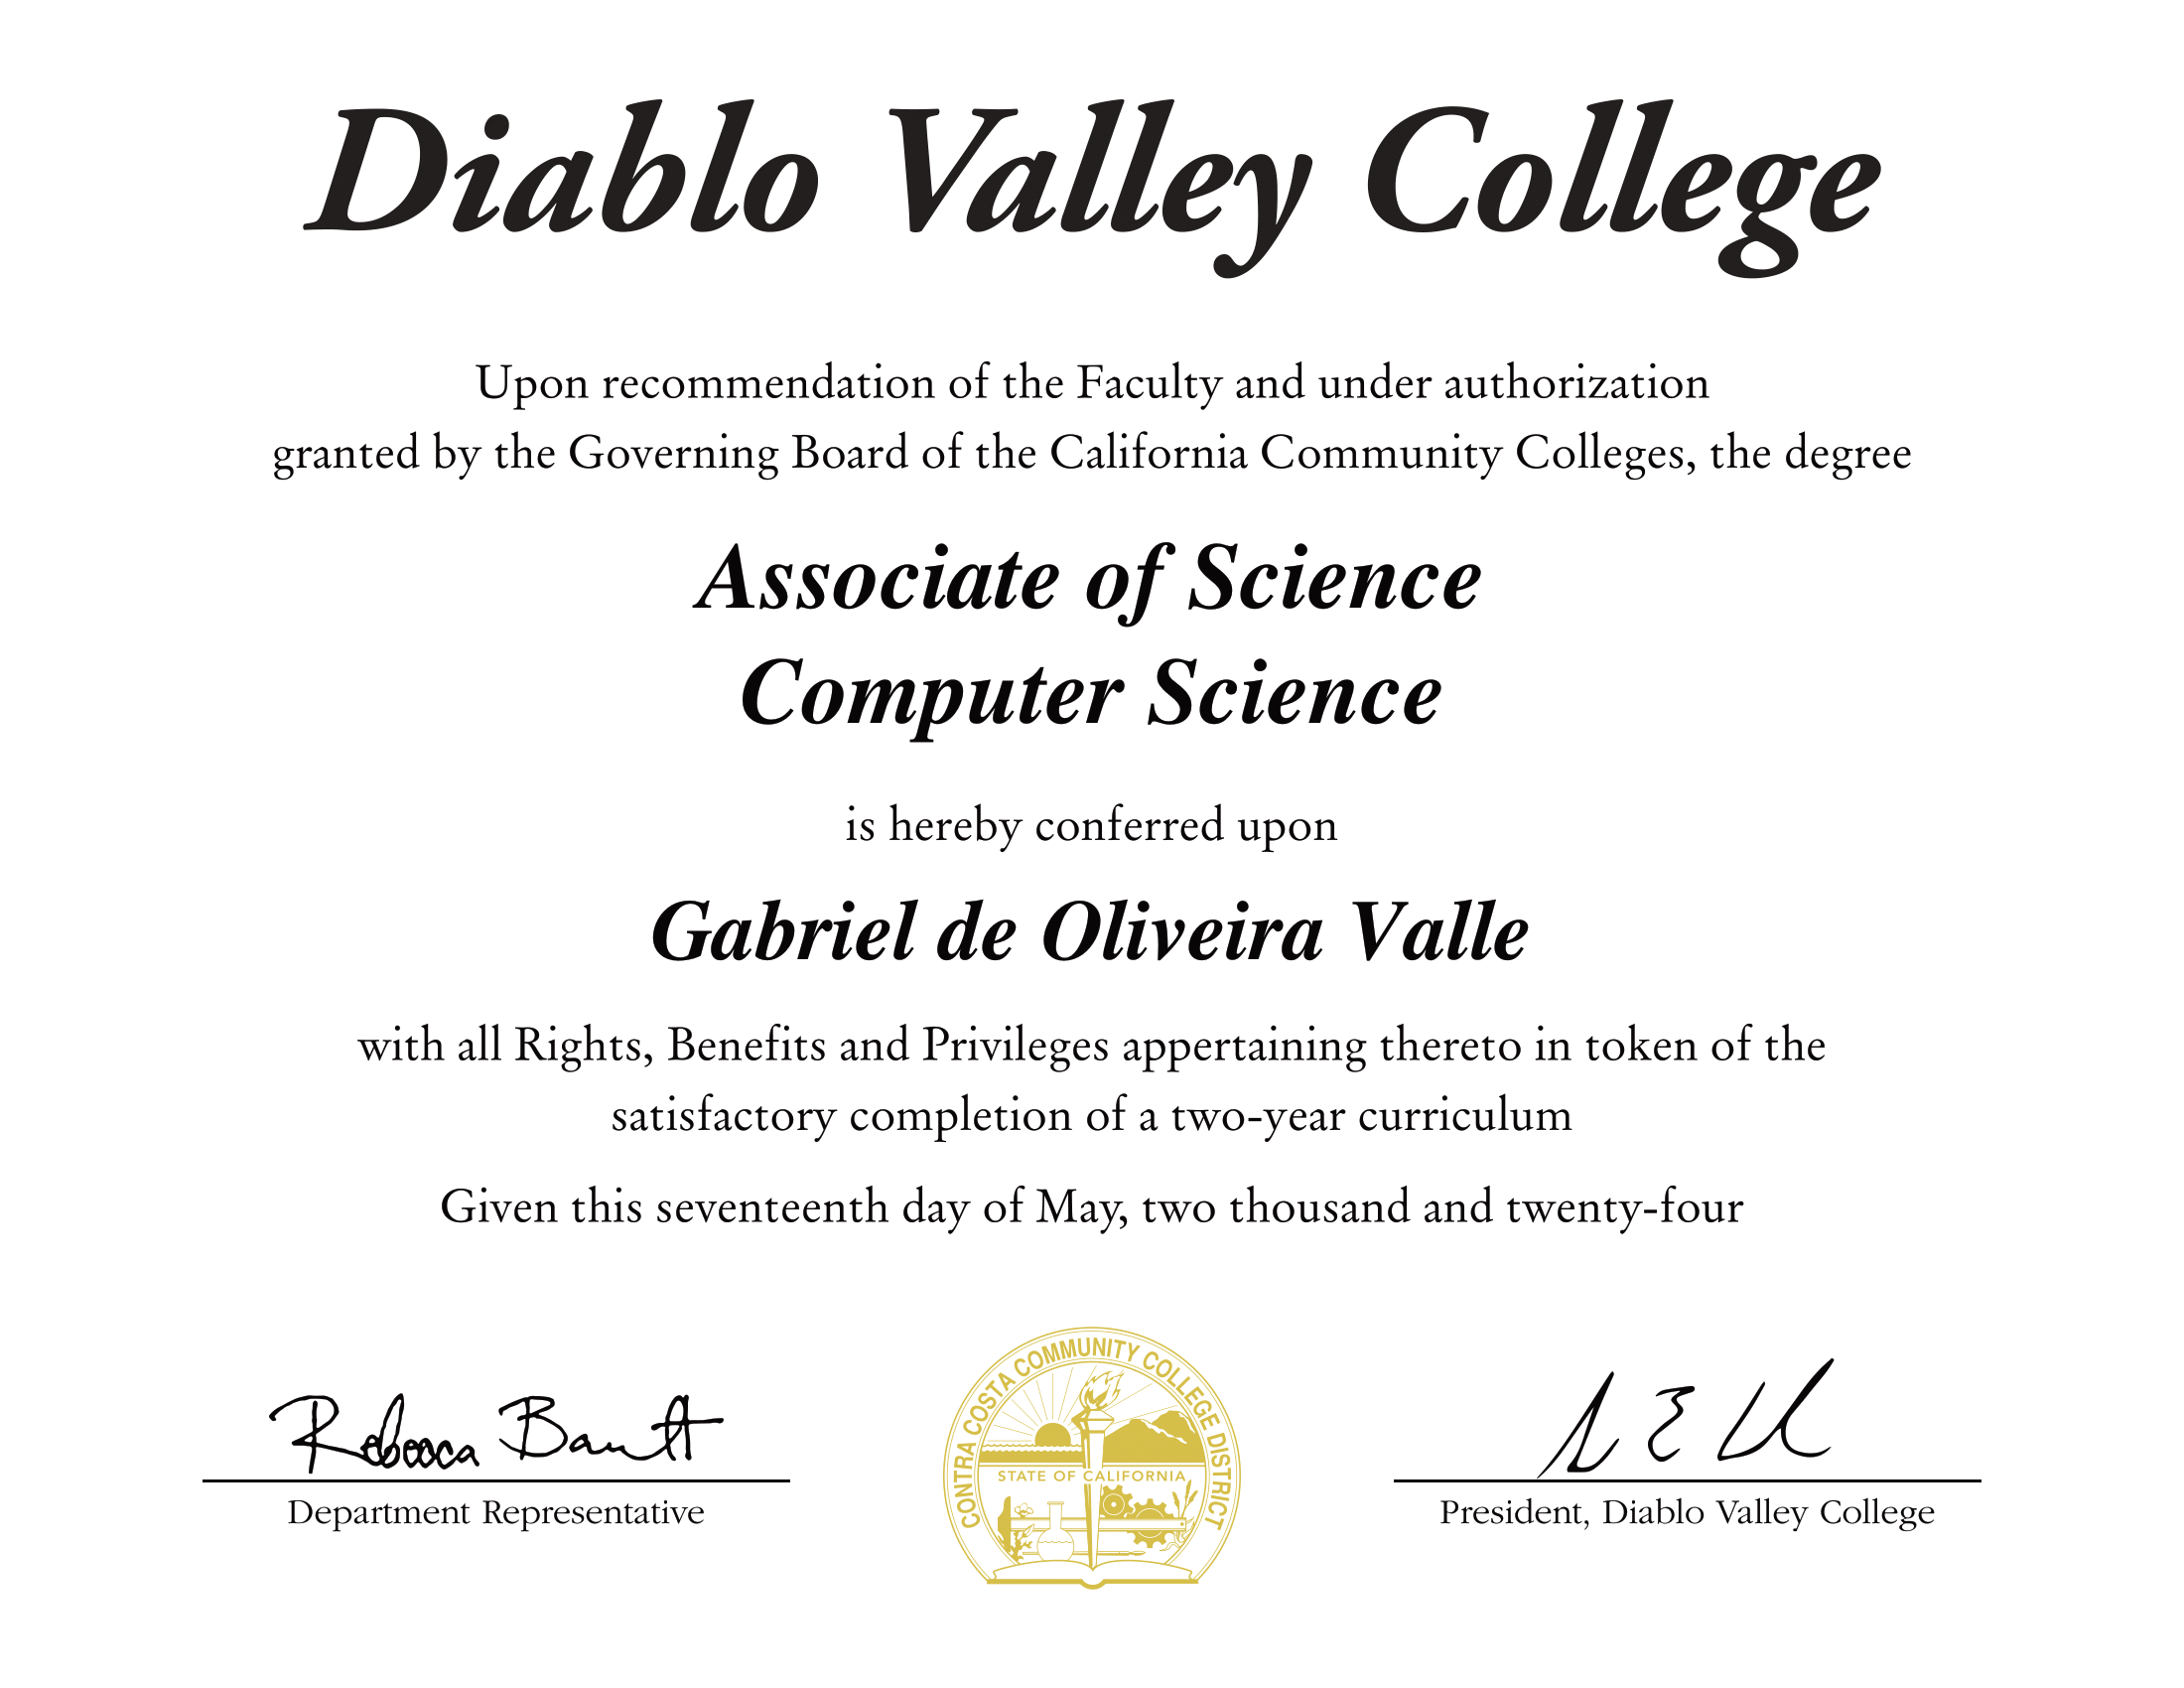 Diablo Valley College
Upon recommendation of the Faculty and under authorization
granted by the Governing Board of the California Community Colleges, the degree
Associate of Science
Computer Science
is hereby conferred upon
Gabriel de Oliveira Valle
with all Rights, Benefits and Privileges appertaining thereto in token of the
satisfactory completion of a two-year curriculum
Given this seventeenth day of May, two thousand and twenty-four
CONTRA COSTA COMMUNITY COLLEGE DISTRICT
STATE OF CALIFORNIA
Department Representative
President, Diablo Valley College